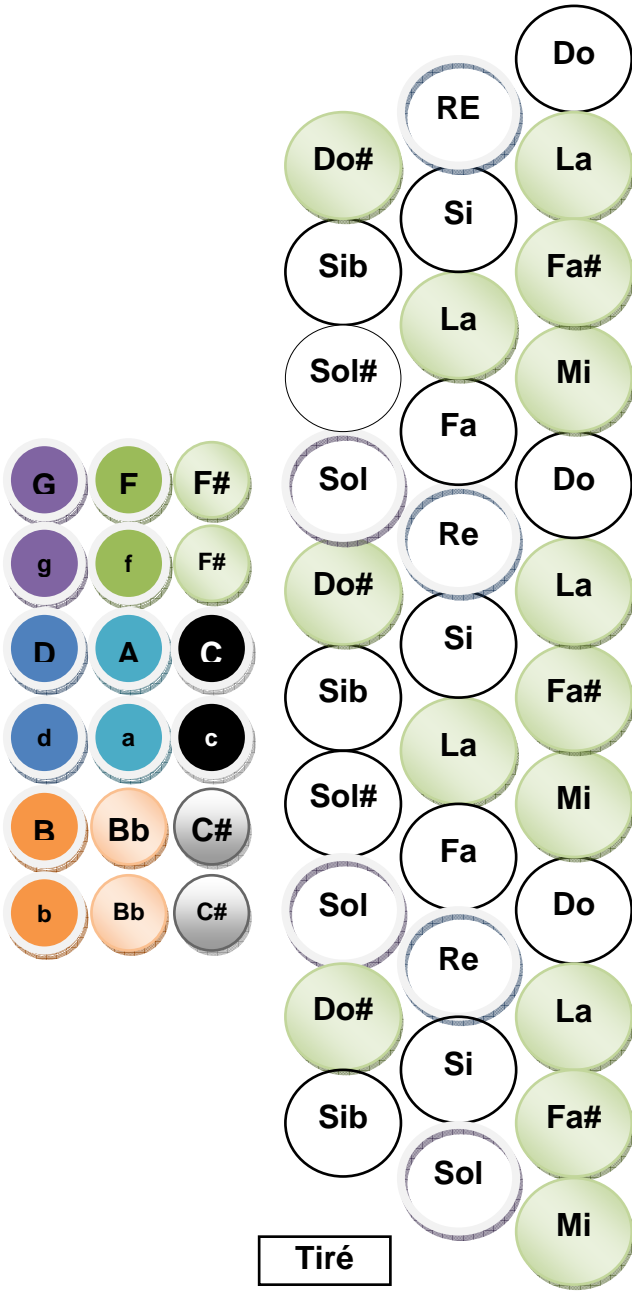 Do
RE
Do# La
Si
Sib Fa#
La
Sol# Mi
Fa
G F F# Sol Do
Re
g f F# Do# La
Si
D A C Sib Fa#
La
d a c Sol# Mi
Fa
B Bb C#
b Bb C# Sol Do
Re
Do# La
Si
Sib Fa#
Sol
Mi
Tiré